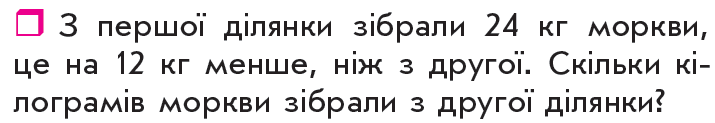 З першої ділянки зібрали 24 кг моркви,
це на 12 кг менше, ніж з другої. Скільки кі-
лограмів моркви зібрали з другої ділянки?